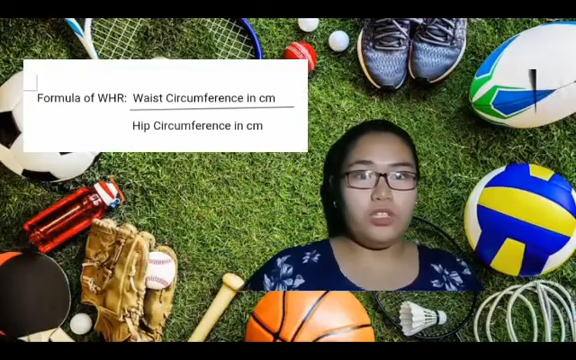 Formula of WHR: Waist Circumference in cm
Hip Circumference in cm